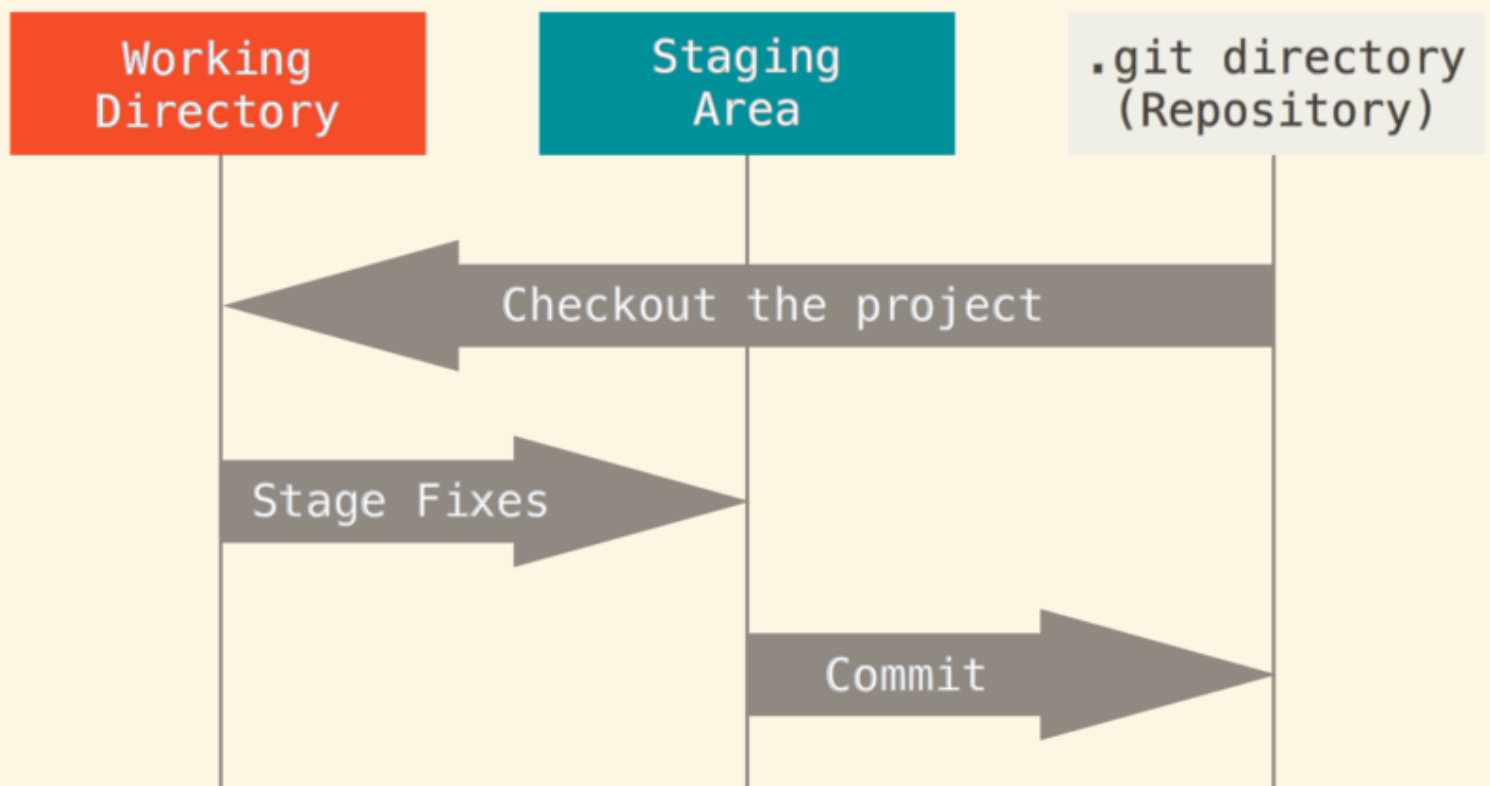 Working
Directory
Staging
Area
.git directory
(Repository)
Checkout the project
Stage Fixes
Commit